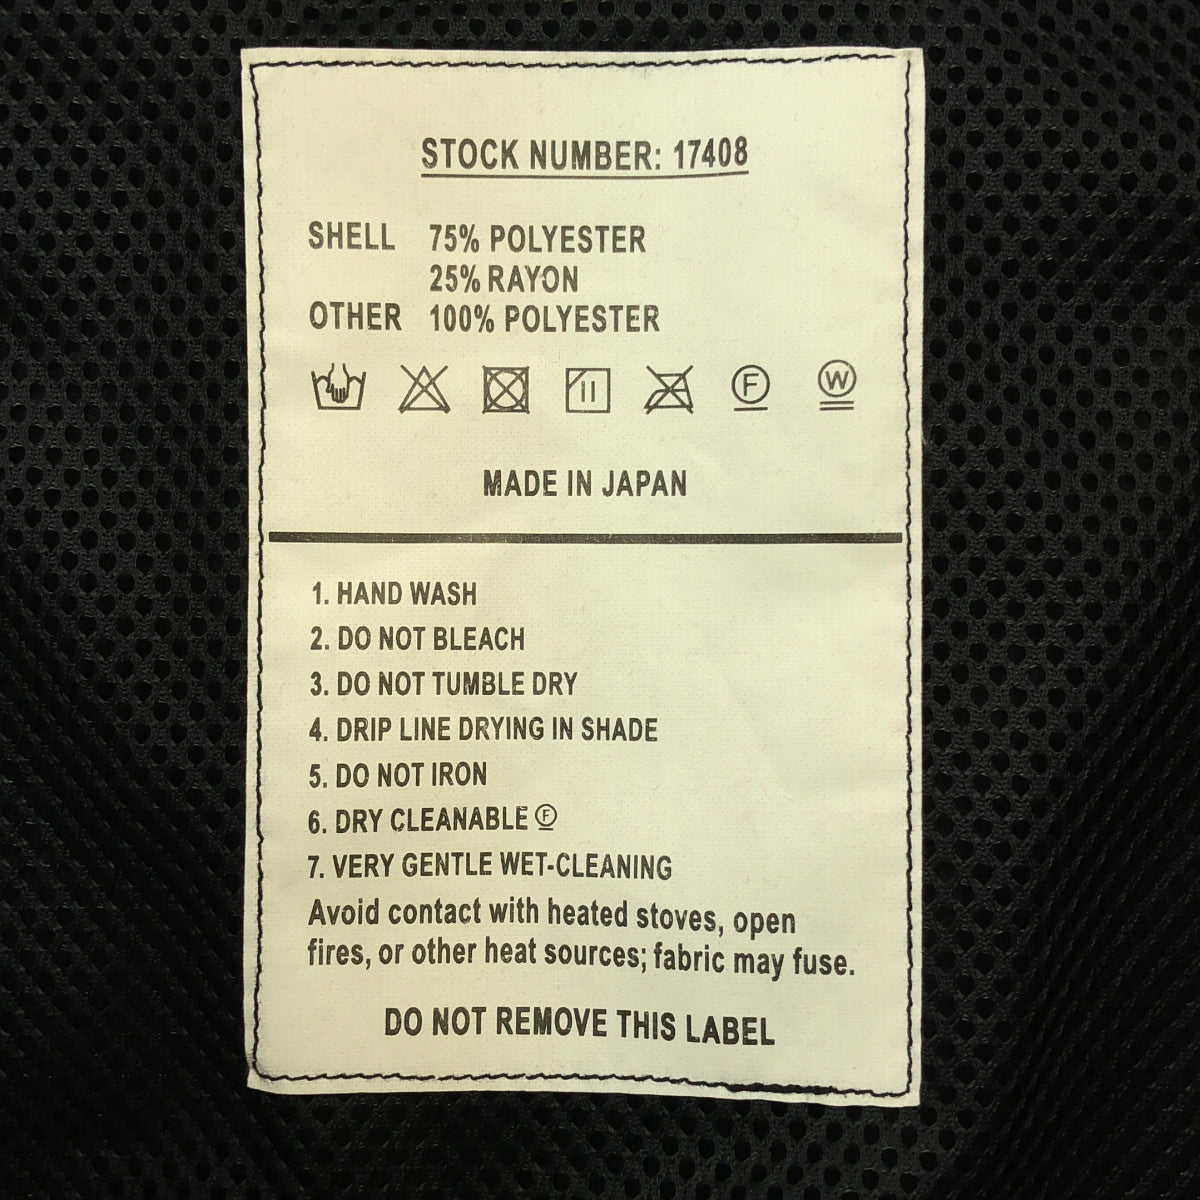 STOCK NUMBER: 17408
SHELL 75% POLYESTER
25% RAYON
OTHER 100% POLYESTER
F W
MADE IN JAPAN
1. HAND WASH
2. DO NOT BLEACH
3. DO NOT TUMBLE DRY
4. DRIP LINE DRYING IN SHADE
5. DO NOT IRON
6. DRY CLEANABLE Ⓕ
7. VERY GENTLE WET-CLEANING
Avoid contact with heated stoves, open
fires, or other heat sources; fabric may fuse.
DO NOT REMOVE THIS LABEL